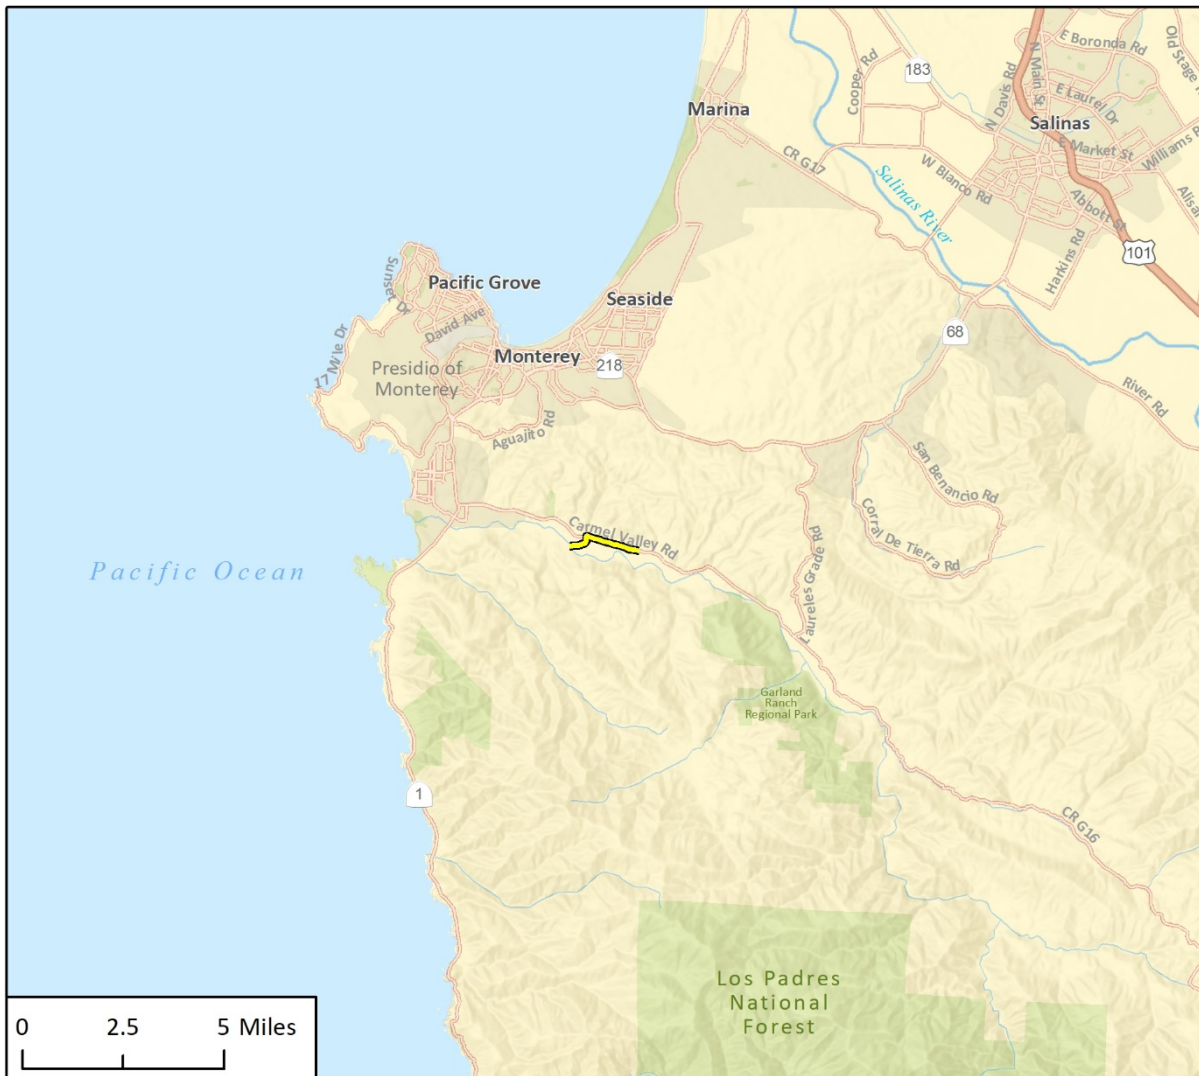 E Boronda Rd
Old Stage
N Main St
Cooper Rd
183
N Davis Rd
E Laurel Dr
Marina
Salinas
E Market St
Williams
CR G17
W Blanco Rd
Salinas River
Abbott St
Alisa
Harkins Rd
101
Sunset Dr
Pacific Grove
Seaside
David Ave
68
17 Mile Dr
Monterey
218
Presidio of
Monterey
River Rd
Aguajito Rd
San Benancio Rd
Carmel Valley Rd
Corral De Tierra Rd
Laureles Grade Rd
Pacific Ocean
Garland
Ranch
Regional Park
1
CR G16
Los Padres
National
Forest
0 2.5 5 Miles